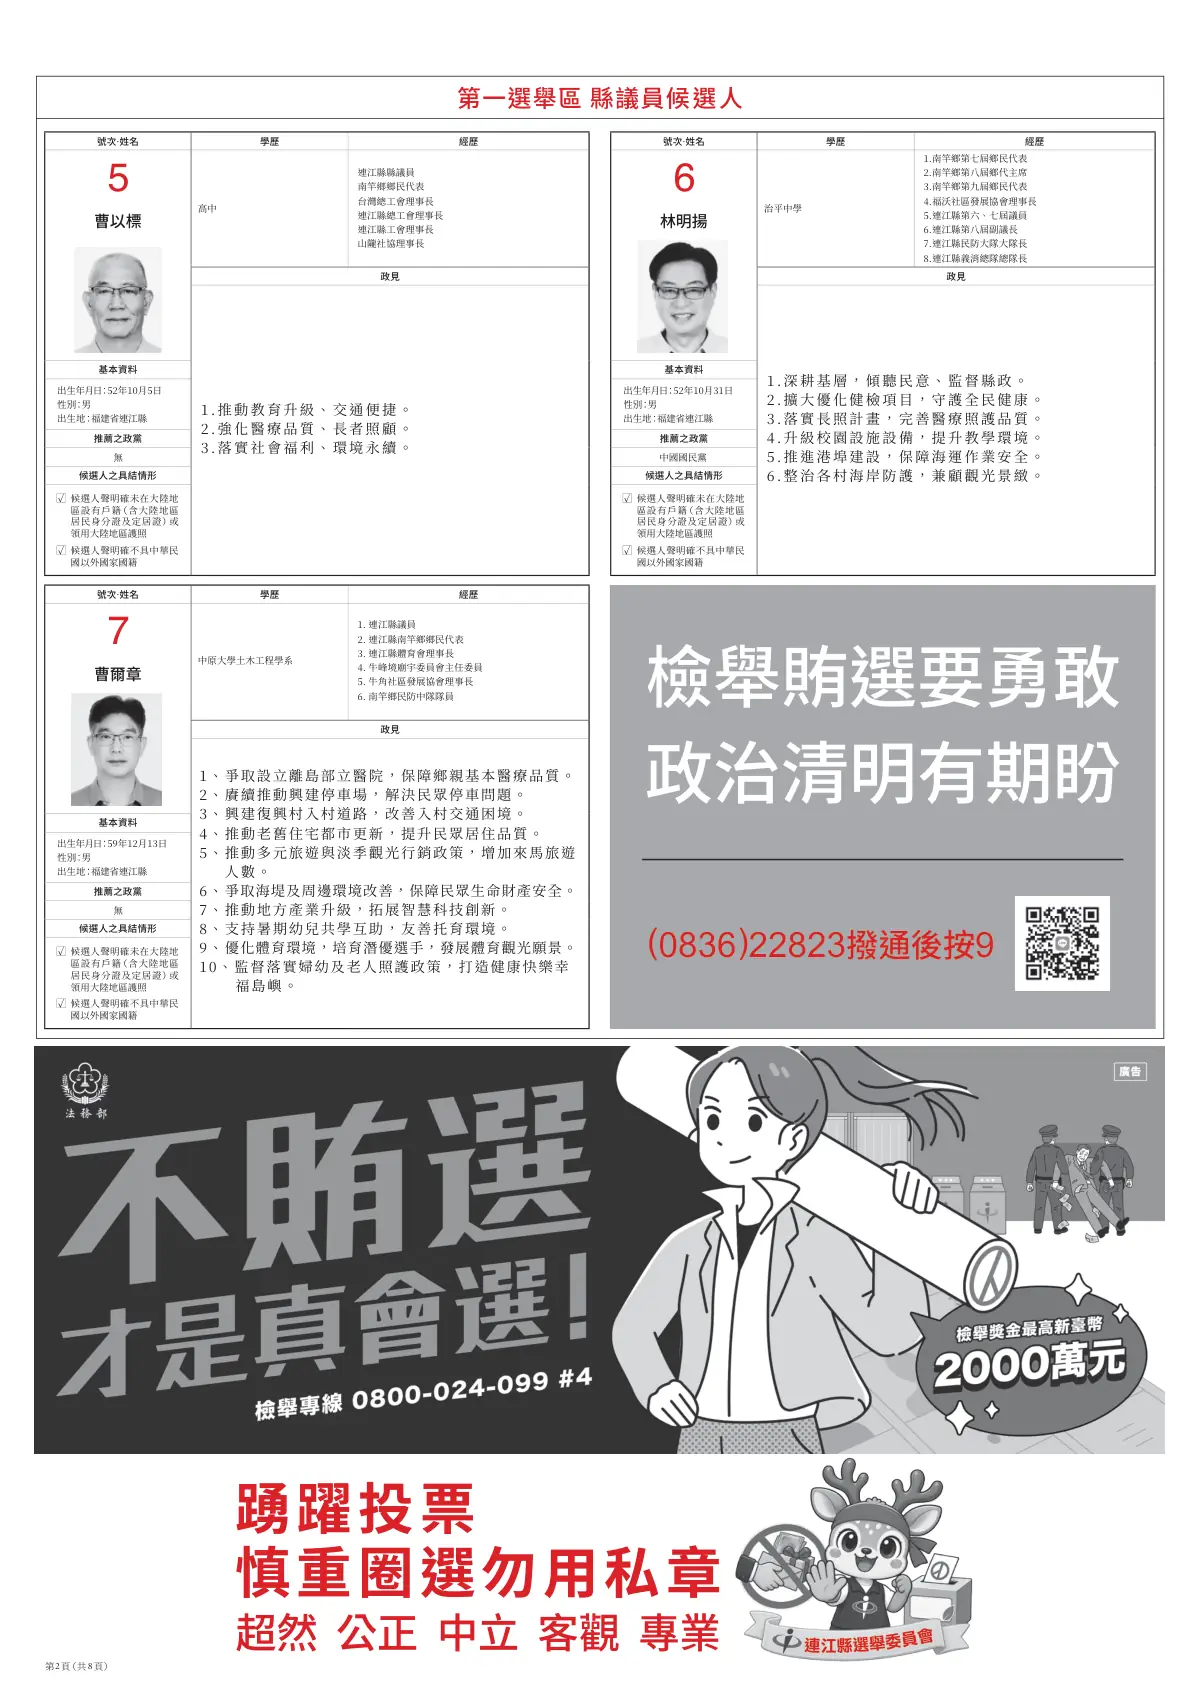 第一選舉區 縣議員候選人
號次·姓名
學歷
經歷
5
曹以標
高中
連江縣縣議員
南竿鄉鄉民代表
台灣總工會理事長
連江縣總工會理事長
連江縣工會理事長
山隴社協理事長
政見
基本資料
出生年月日:52年10月5日
性別:男
出生地:福建省連江縣
推薦之政黨
無
候選人之具結情形
☑ 候選人聲明確未在大陸地
區設有戶籍(含大陸地區
居民身分證及定居證)或
領用大陸地區護照
☑ 候選人聲明確不具中華民
國以外國家國籍
1.推動教育升級、交通便捷。
2.強化醫療品質、長者照顧。
3.落實社會福利、環境永續。
號次·姓名
學歷
經歷
6
林明揚
治平中學
1.南竿鄉第七屆鄉民代表
2.南竿鄉第八屆鄉代主席
3.南竿鄉第九屆鄉民代表
4.福沃社區發展協會理事長
5.連江縣第六、七屆議員
6.連江縣第八屆副議長
7.連江縣民防大隊大隊長
8.連江縣義消總隊總隊長
政見
基本資料
出生年月日:52年10月31日
性別:男
出生地:福建省連江縣
推薦之政黨
中國國民黨
候選人之具結情形
☑ 候選人聲明確未在大陸地
區設有戶籍(含大陸地區
居民身分證及定居證)或
領用大陸地區護照
☑ 候選人聲明確不具中華民
國以外國家國籍
1.深耕基層，傾聽民意、監督縣政。
2.擴大優化健檢項目，守護全民健康。
3.落實長照計畫，完善醫療照護品質。
4.升級校園設施設備，提升教學環境。
5.推進港埠建設，保障海運作業安全。
6.整治各村海岸防護，兼顧觀光景緻。
號次·姓名
學歷
經歷
7
曹爾章
中原大學土木工程學系
1. 連江縣議員
2. 連江縣南竿鄉鄉民代表
3. 連江縣體育會理事長
4. 牛峰境廟宇委員會主任委員
5. 牛角社區發展協會理事長
6. 南竿鄉民防中隊隊員
政見
基本資料
出生年月日:59年12月13日
性別:男
出生地:福建省連江縣
推薦之政黨
無
候選人之具結情形
☑ 候選人聲明確未在大陸地
區設有戶籍(含大陸地區
居民身分證及定居證)或
領用大陸地區護照
☑ 候選人聲明確不具中華民
國以外國家國籍
1、爭取設立離島部立醫院，保障鄉親基本醫療品質。
2、賡續推動興建停車場，解決民眾停車問題。
3、興建復興村入村道路，改善入村交通困境。
4、推動老舊住宅都市更新，提升民眾居住品質。
5、推動多元旅遊與淡季觀光行銷政策，增加來馬旅遊
人數。
6、爭取海堤及周邊環境改善，保障民眾生命財產安全。
7、推動地方產業升級，拓展智慧科技創新。
8、支持暑期幼兒共學互助，友善托育環境。
9、優化體育環境，培育潛優選手，發展體育觀光願景。
10、監督落實婦幼及老人照護政策，打造健康快樂幸
福島嶼。
檢舉賄選要勇敢
政治清明有期盼
(0836)22823撥通後按9
法務部
廣告
不賄選
才是真會選!
檢舉專線 0800-024-099 #4
檢舉獎金最高新臺幣
2000萬元
踴躍投票
慎重圈選勿用私章
超然 公正 中立 客觀 專業
連江縣選舉委員會
第2頁(共8頁)